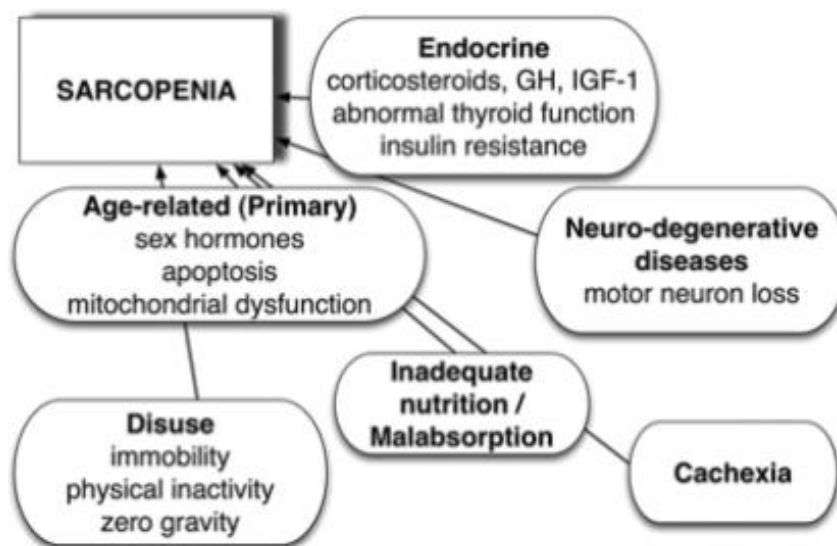 SARCOPENIA
Endocrine
corticosteroids, GH, IGF-1
abnormal thyroid function
insulin resistance
Age-related (Primary)
sex hormones
apoptosis
mitochondrial dysfunction
Neuro-degenerative
diseases
motor neuron loss
Inadequate
nutrition /
Malabsorption
Disuse
immobility
physical inactivity
zero gravity
Cachexia